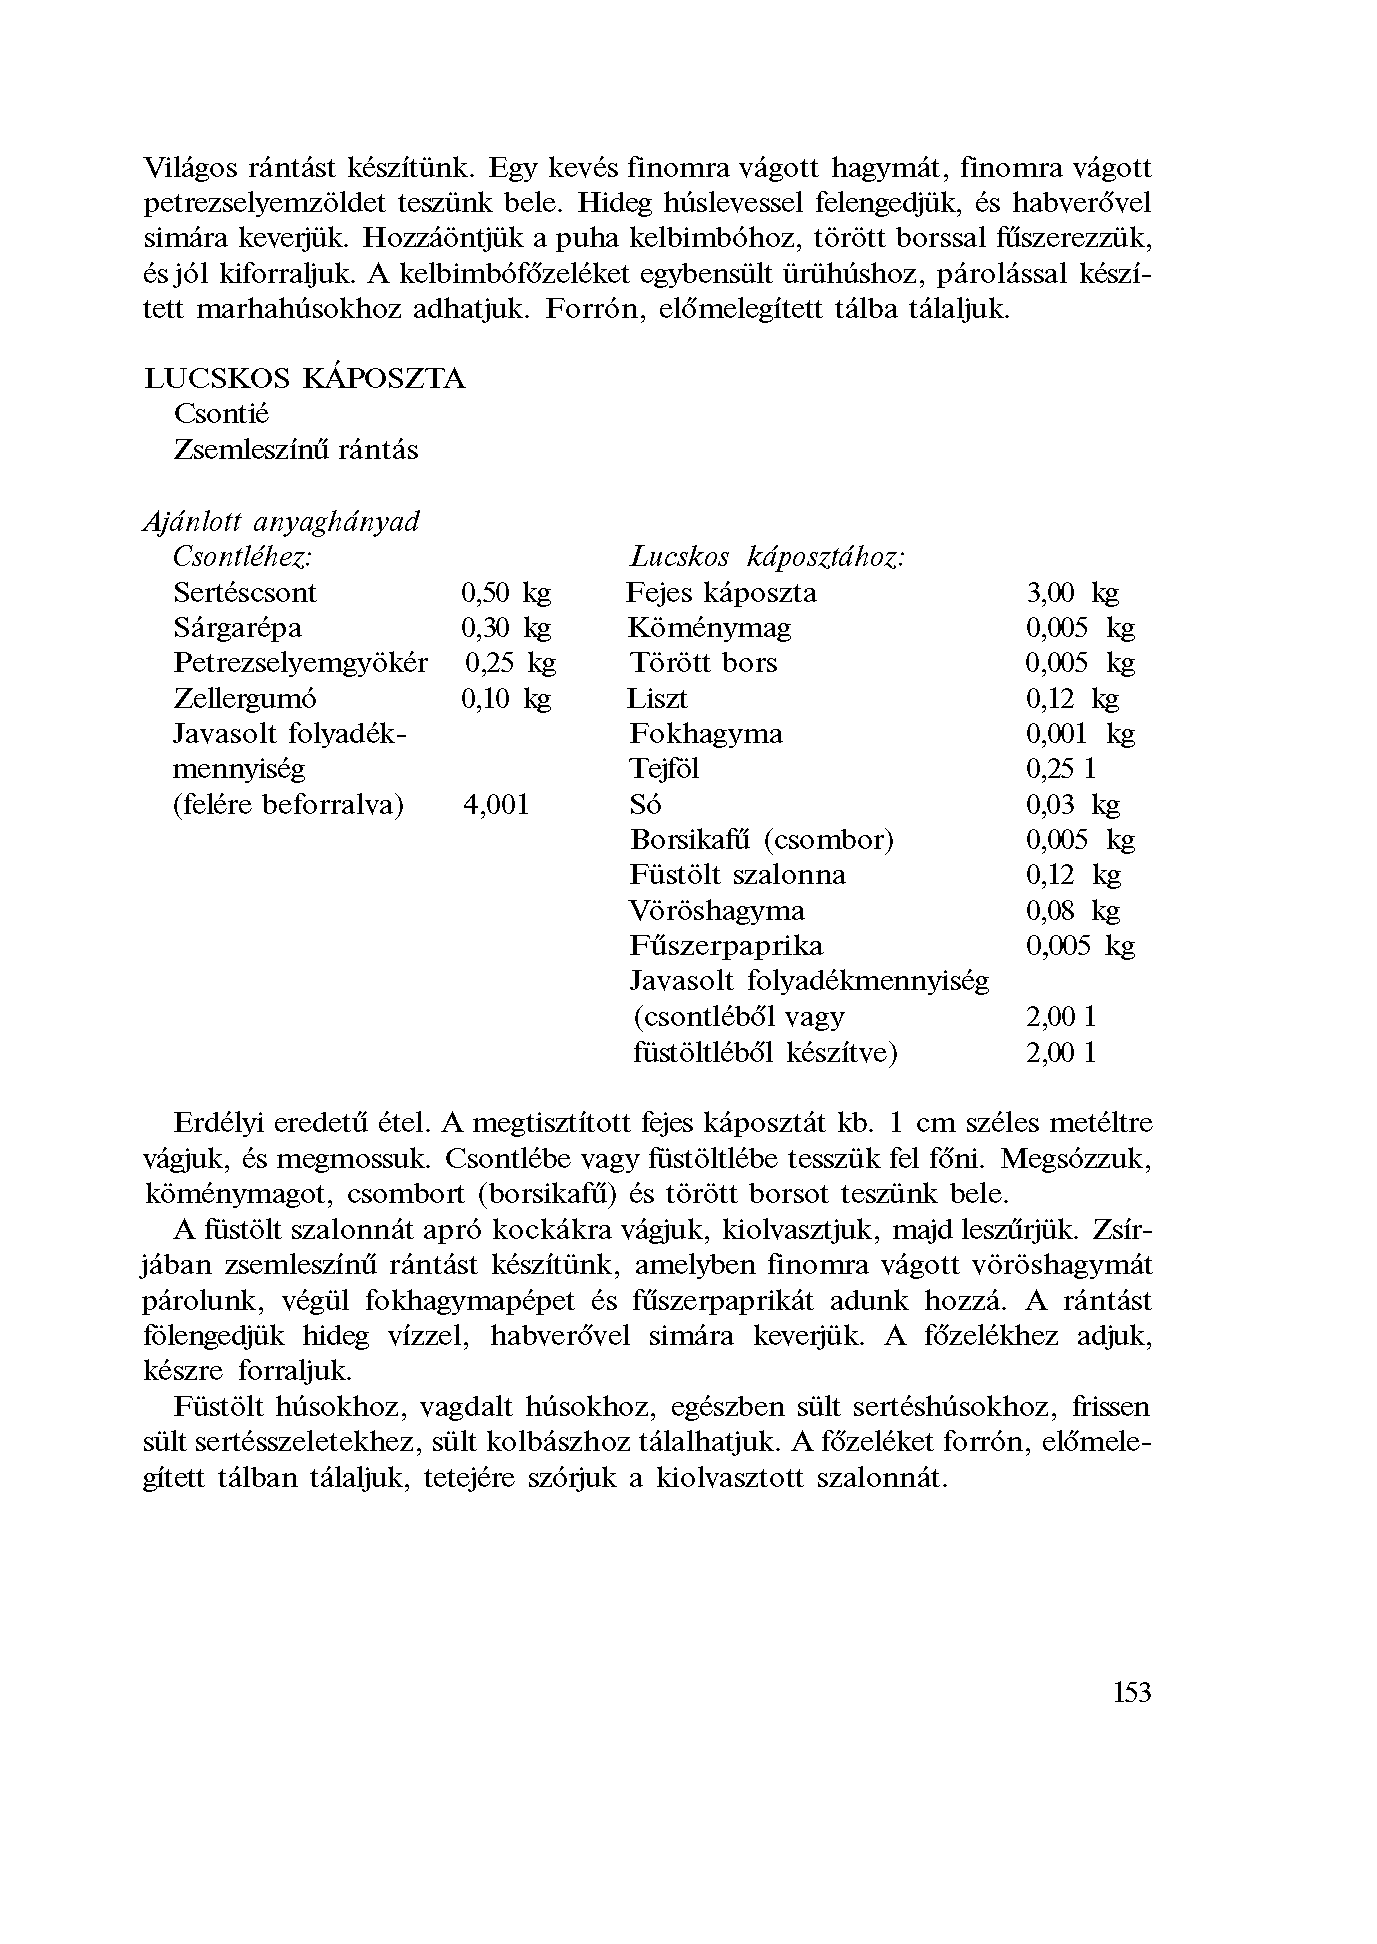 Világos rántást készítünk. Egy kevés finomra vágott hagymát, finomra vágott
petrezselyemzöldet teszünk bele. Hideg húslevessel felengedjük, és habverővel
simára keverjük. Hozzáöntjük a puha kelbimbóhoz, törött borssal fűszerezzük,
és jól kiforraljuk. A kelbimbófőzeléket egybensült ürühúshoz, párolással készí-
tett marhahúsokhoz adhatjuk. Forrón, előmelegített tálba tálaljuk.
LUCSKOS KÁPOSZTA
Csontié
Zsemleszínű rántás
Ajánlott anyaghányad
Csontléhez: Lucskos káposztához:
Sertéscsont 0,50 kg Fejes káposzta 3,00 kg
Sárgarépa 0,30 kg Köménymag 0,005 kg
Petrezselyemgyökér 0,25 kg Törött bors 0,005 kg
Zellergumó 0,10 kg Liszt 0,12 kg
Javasolt folyadék- Fokhagyma 0,001 kg
mennyiség Tejföl 0,25 1
(felére beforralva) 4,001 Só 0,03 kg
Borsikafű (csombor) 0,005 kg
Füstölt szalonna 0,12 kg
Vöröshagyma 0,08 kg
Fűszerpaprika 0,005 kg
Javasolt folyadékmennyiség
(csontléből vagy 2,00 1
füstöltléből készítve) 2,00 1
Erdélyi eredetű étel. A megtisztított fejes káposztát kb. 1 cm széles metéltre
vágjuk, és megmossuk. Csontlébe vagy füstöltlébe tesszük fel főni. Megsózzuk,
köménymagot, csombort (borsikafű) és törött borsot teszünk bele.
A füstölt szalonnát apró kockákra vágjuk, kiolvasztjuk, majd leszűrjük. Zsír-
jában zsemleszínű rántást készítünk, amelyben finomra vágott vöröshagymát
párolunk, végül fokhagymapépet és fűszerpaprikát adunk hozzá. A rántást
fölengedjük hideg vízzel, habverővel simára keverjük. A főzelékhez adjuk,
készre forraljuk.
Füstölt húsokhoz, vagdalt húsokhoz, egészben sült sertéshúsokhoz, frissen
sült sertésszeletekhez, sült kolbászhoz tálalhatjuk. A főzeléket forrón, előmele-
gített tálban tálaljuk, tetejére szórjuk a kiolvasztott szalonnát.
153